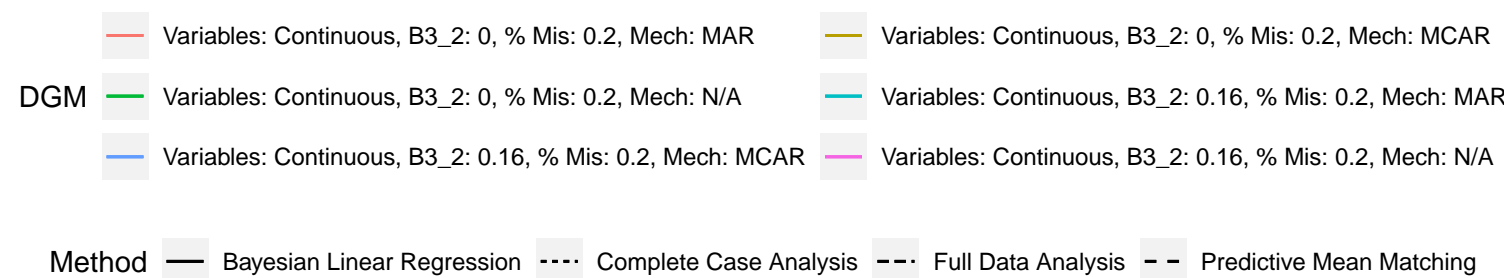 Variables: Continuous, B3_2: 0, % Mis: 0.2, Mech: MAR Variables: Continuous, B3_2: 0, % Mis: 0.2, Mech: MCAR
DGM Variables: Continuous, B3_2: 0, % Mis: 0.2, Mech: N/A Variables: Continuous, B3_2: 0.16, % Mis: 0.2, Mech: MAR
Variables: Continuous, B3_2: 0.16, % Mis: 0.2, Mech: MCAR Variables: Continuous, B3_2: 0.16, % Mis: 0.2, Mech: N/A
Method Bayesian Linear Regression Complete Case Analysis Full Data Analysis Predictive Mean Matching